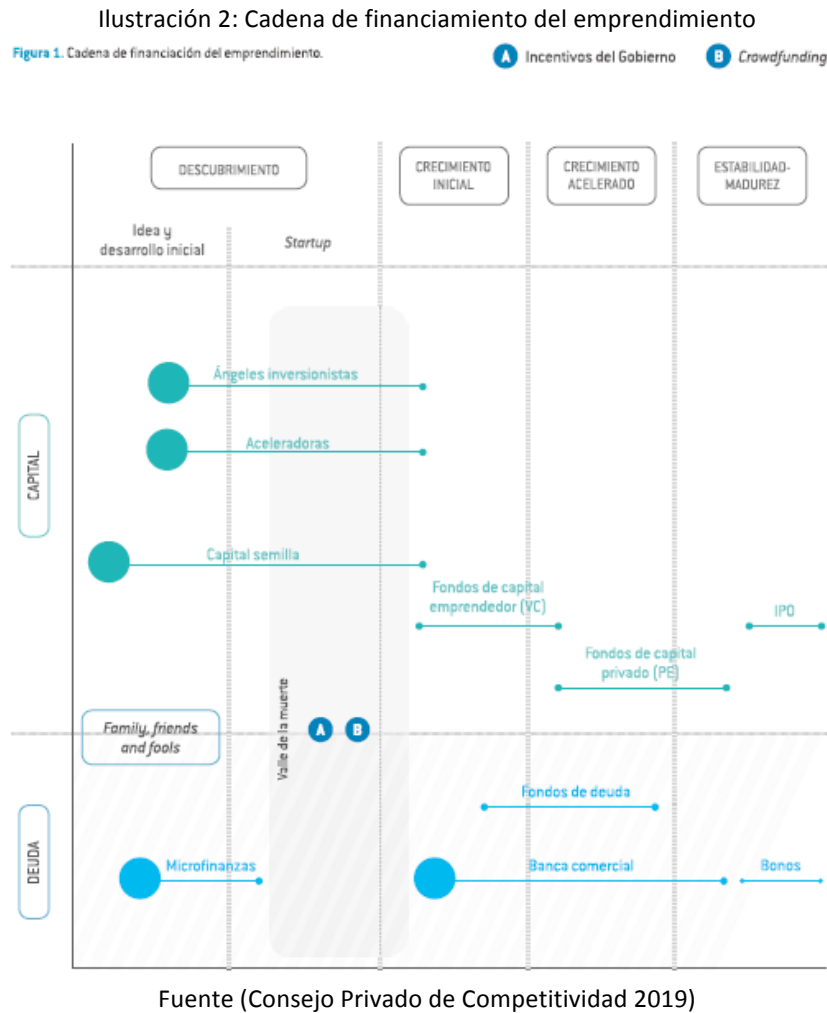 Ilustración 2: Cadena de financiamiento del emprendimiento
Figura 1. Cadena de financiación del emprendimiento.
A Incentivos del Gobierno
B Crowdfunding
DESCUBRIMIENTO
CRECIMIENTO
INICIAL
CRECIMIENTO
ACELERADO
ESTABILIDAD-
MADUREZ
Idea y
desarrollo inicial
Startup
CAPITAL
Ángeles inversionistas
Aceleradoras
Capital semilla
Fondos de capital
emprendedor (VC)
IPO
Fondos de capital
privado (PE)
Family, friends
and fools
Valle de la muerte
A
B
DEUDA
Fondos de deuda
Microfinanzas
Banca comercial
Bonos
Fuente (Consejo Privado de Competitividad 2019)